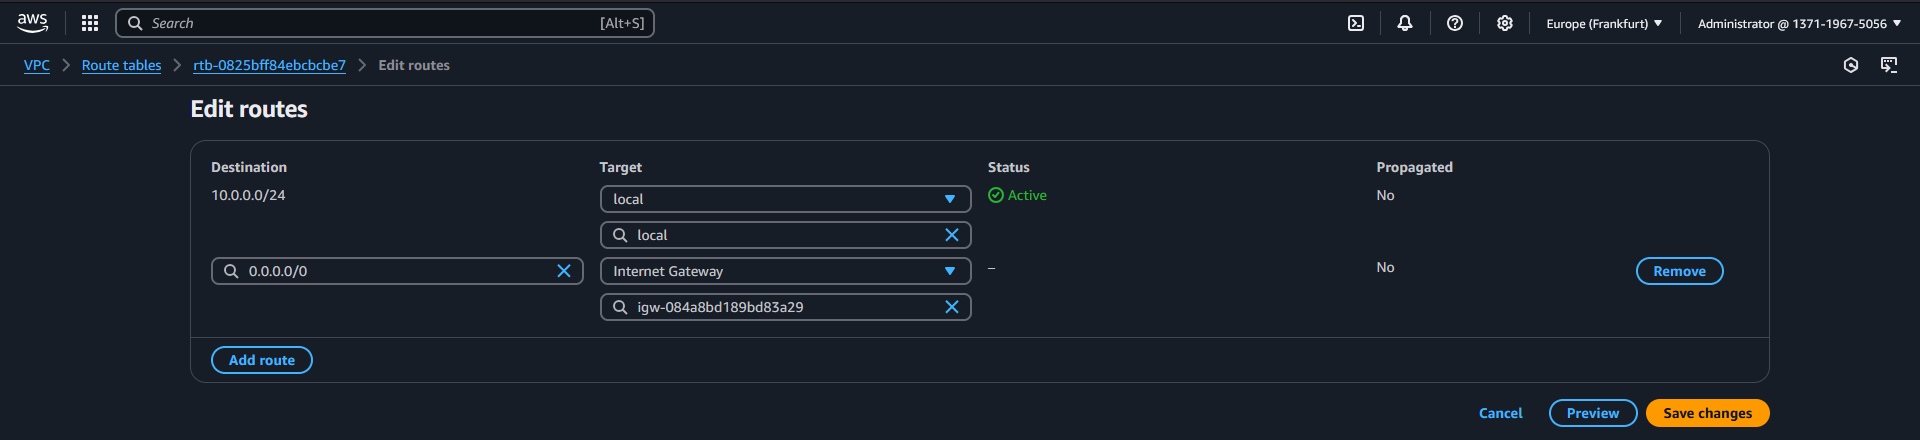 aws
Search [Alt+S]
Europe (Frankfurt)
Administrator @ 1371-1967-5056
VPC
Route tables
rtb-0825bff84ebcbcbe7
Edit routes
Edit routes
Destination Target Status Propagated
10.0.0.0/24 local Active No
local
0.0.0.0/0 Internet Gateway – No Remove
igw-084a8bd189bd83a29
Add route
Cancel Preview Save changes